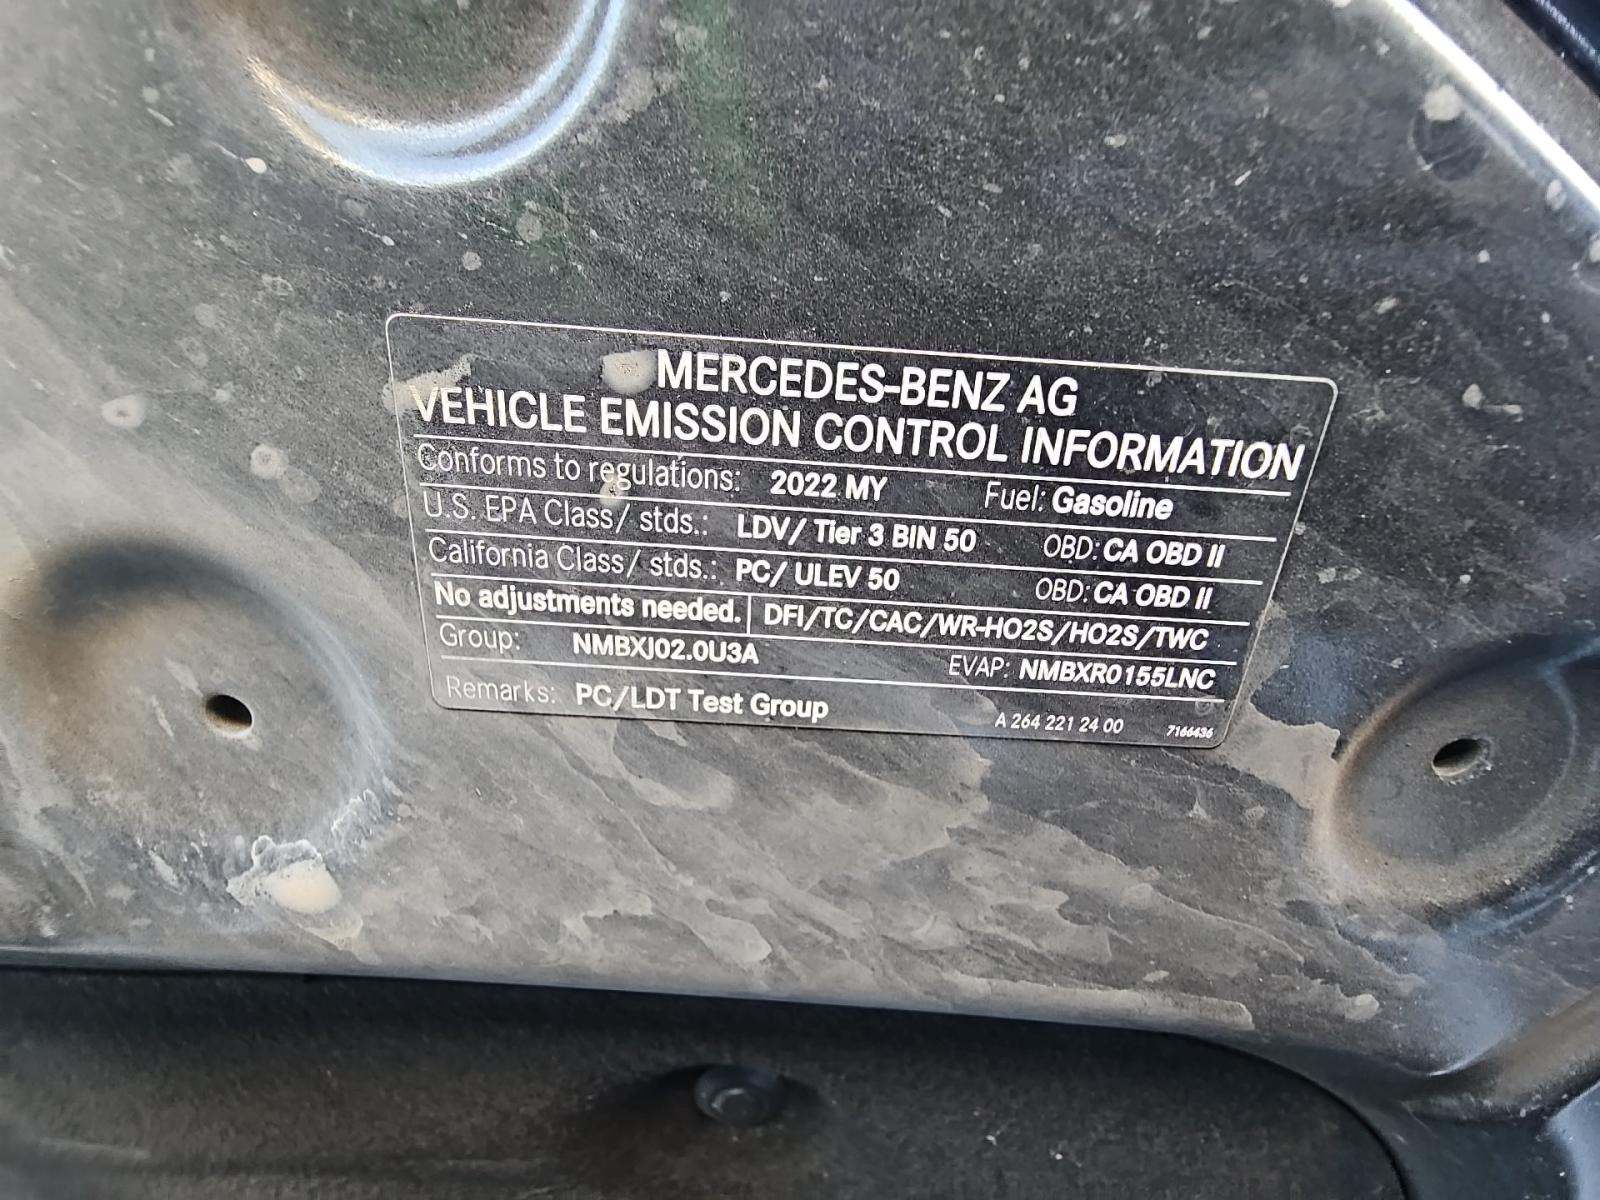 MERCEDES-BENZ AG
VEHICLE EMISSION CONTROL INFORMATION
Conforms to regulations: 2022 MY Fuel: Gasoline
U.S. EPA Class/ stds.: LDV/ Tier 3 BIN 50 OBD: CA OBD II
California Class/ stds.: PC/ ULEV 50 OBD: CA OBD II
No adjustments needed. DFI/TC/CAC/WR-HO2S/HO2S/TWC
Group: NMBXJ02.0U3A EVAP: NMBXR0155LNC
Remarks: PC/LDT Test Group A 264 221 24 00 7166436